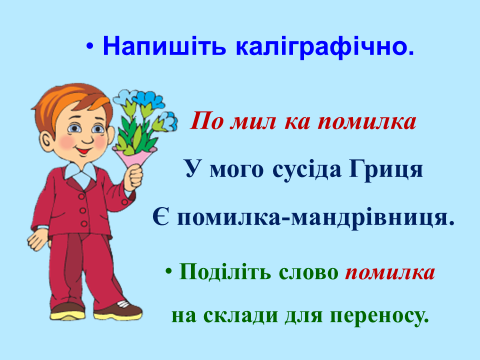 • Напишіть каліграфічно.
По мил ка помилка
У мого сусіда Гриця
Є помилка-мандрівниця.
• Поділіть слово помилка
на склади для переносу.